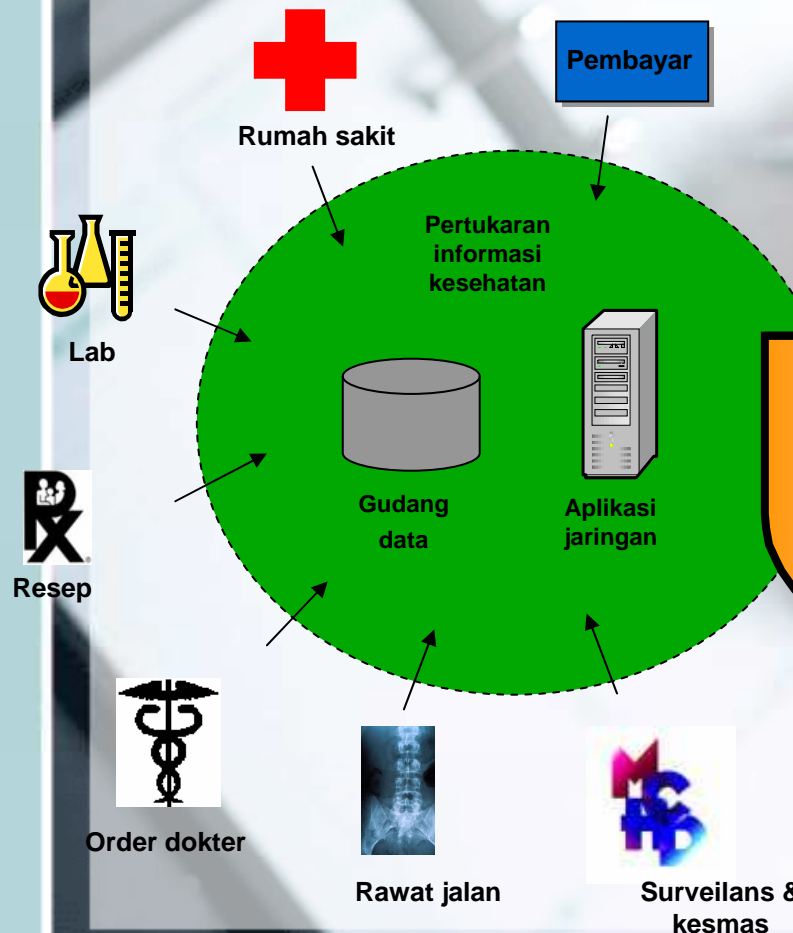 Pembayar
Rumah sakit
Pertukaran
informasi
kesehatan
Lab
Gudang
data
Aplikasi
jaringan
Resep
Order dokter
Rawat jalan
Surveilans &
kesmas